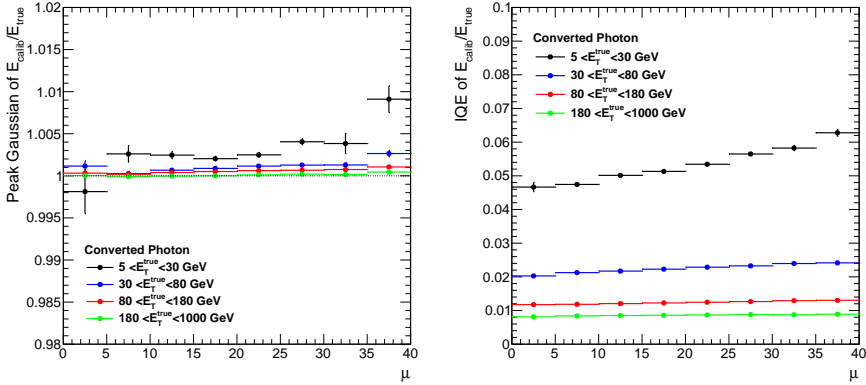 Peak Gaussian of E_calib/E_true
1.02
1.015
1.01
1.005
1
0.995
0.99
0.985
0.98
Converted Photon
5 <E_T^true<30 GeV
30 <E_T^true<80 GeV
80 <E_T^true<180 GeV
180 <E_T^true<1000 GeV
0 5 10 15 20 25 30 35 40
μ
IQE of E_calib/E_true
0.1
0.09
0.08
0.07
0.06
0.05
0.04
0.03
0.02
0.01
0
Converted Photon
5 <E_T^true<30 GeV
30 <E_T^true<80 GeV
80 <E_T^true<180 GeV
180 <E_T^true<1000 GeV
0 5 10 15 20 25 30 35 40
μ